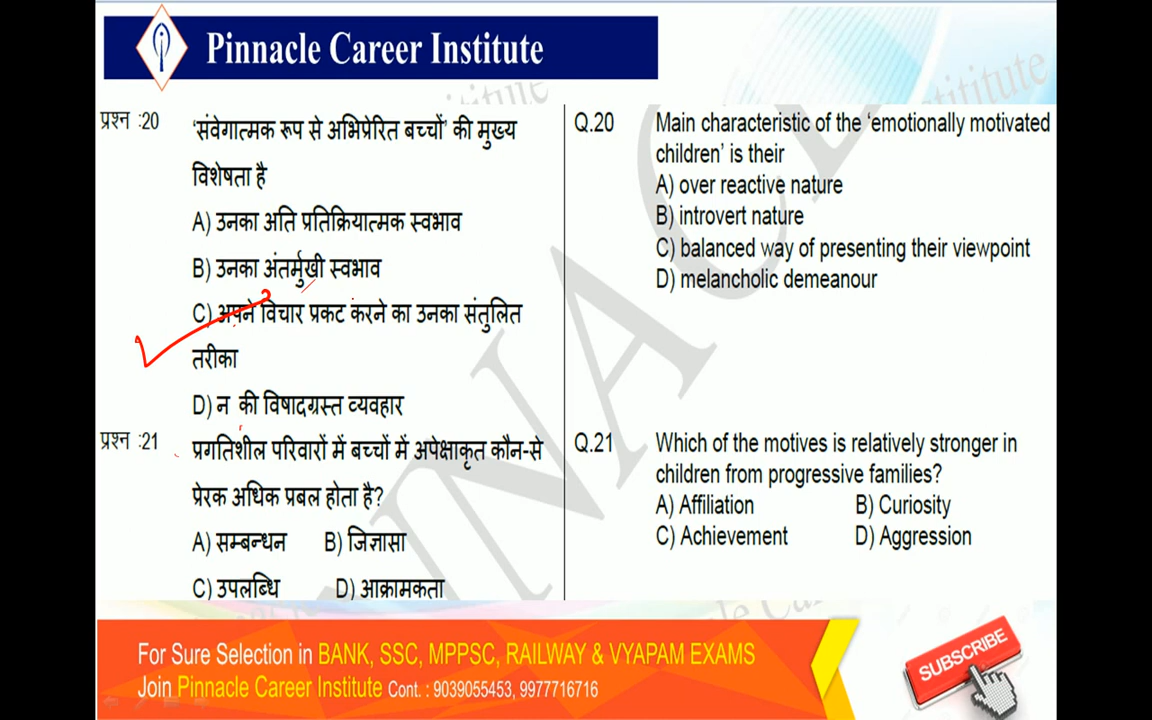 Pinnacle Career Institute
प्रश्न :20
'संवेगात्मक रूप से अभिप्रेरित बच्चों' की मुख्य
विशेषता है
A) उनका अति प्रतिक्रियात्मक स्वभाव
B) उनका अंतर्मुखी स्वभाव
C) अपने विचार प्रकट करने का उनका संतुलित
तरीका
D) न की विषादग्रस्त व्यवहार
प्रश्न :21
प्रगतिशील परिवारों में बच्चों में अपेक्षाकृत कौन-से
प्रेरक अधिक प्रबल होता है?
A) सम्बन्धन B) जिज्ञासा
C) उपलब्धि D) आक्रामकता
Q.20
Main characteristic of the 'emotionally motivated
children' is their
A) over reactive nature
B) introvert nature
C) balanced way of presenting their viewpoint
D) melancholic demeanour
Q.21
Which of the motives is relatively stronger in
children from progressive families?
A) Affiliation B) Curiosity
C) Achievement D) Aggression
For Sure Selection in BANK, SSC, MPPSC, RAILWAY & VYAPAM EXAMS
Join Pinnacle Career Institute Cont. : 9039055453, 9977716716
SUBSCRIBE